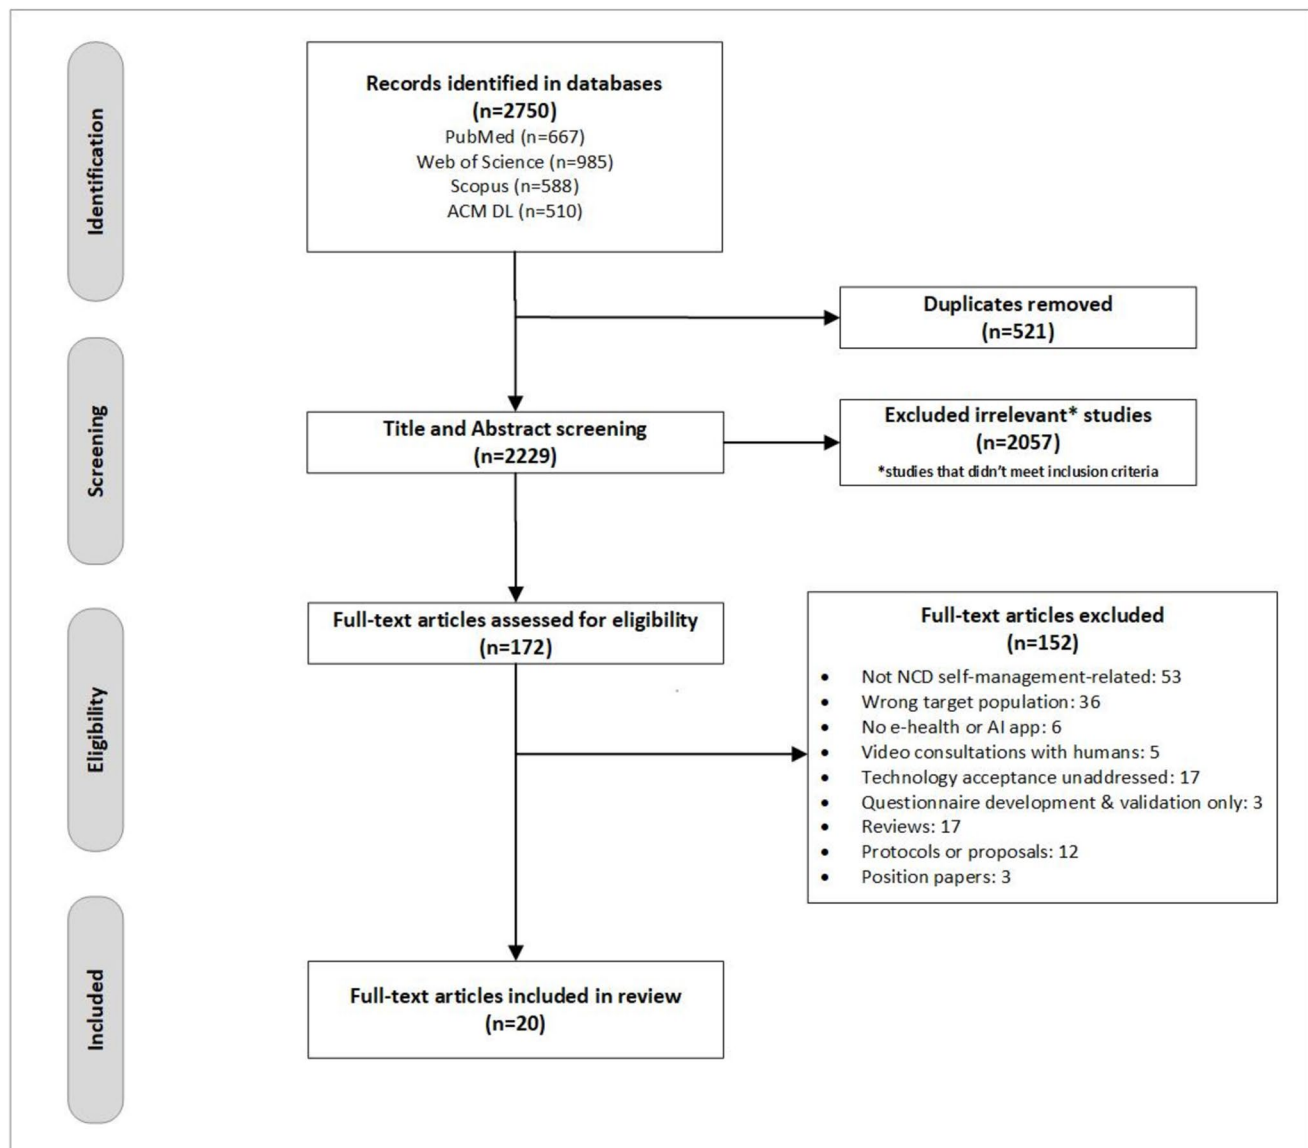 Identification
Records identified in databases
(n=2750)
PubMed (n=667)
Web of Science (n=985)
Scopus (n=588)
ACM DL (n=510)
Duplicates removed
(n=521)
Screening
Title and Abstract screening
(n=2229)
Excluded irrelevant* studies
(n=2057)
*studies that didn't meet inclusion criteria
Eligibility
Full-text articles assessed for eligibility
(n=172)
Full-text articles excluded
(n=152)
• Not NCD self-management-related: 53
• Wrong target population: 36
• No e-health or AI app: 6
• Video consultations with humans: 5
• Technology acceptance unaddressed: 17
• Questionnaire development & validation only: 3
• Reviews: 17
• Protocols or proposals: 12
• Position papers: 3
Included
Full-text articles included in review
(n=20)